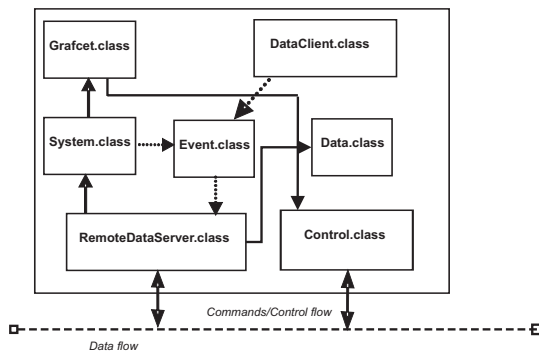 Grafcet.class
DataClient.class
System.class
Event.class
Data.class
RemoteDataServer.class
Control.class
Commands/Control flow
Data flow